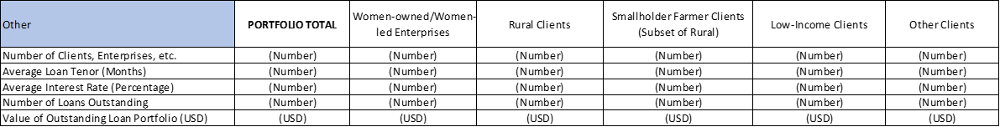 Other PORTFOLIO TOTAL Women-owned/Women-led Enterprises Rural Clients Smallholder Farmer Clients (Subset of Rural) Low-Income Clients Other Clients
Number of Clients, Enterprises, etc. (Number) (Number) (Number) (Number) (Number) (Number)
Average Loan Tenor (Months) (Number) (Number) (Number) (Number) (Number) (Number)
Average Interest Rate (Percentage) (Number) (Number) (Number) (Number) (Number) (Number)
Number of Loans Outstanding (Number) (Number) (Number) (Number) (Number) (Number)
Value of Outstanding Loan Portfolio (USD) (USD) (USD) (USD) (USD) (USD) (USD)